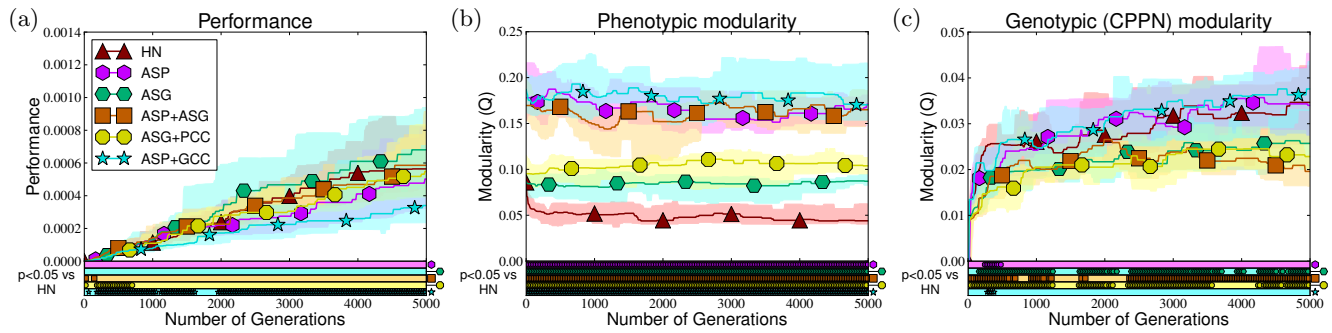 (a)
Performance
0.0014
0.0012
0.0010
0.0008
0.0006
0.0004
0.0002
0.0000
Performance
HN
ASP
ASG
ASP+ASG
ASG+PCC
ASP+GCC
p<0.05 vs
HN
0 1000 2000 3000 4000 5000
Number of Generations
(b)
Phenotypic modularity
0.25
0.20
0.15
0.10
0.05
0.00
Modularity (Q)
p<0.05 vs
HN
0 1000 2000 3000 4000 5000
Number of Generations
(c)
Genotypic (CPPN) modularity
0.05
0.04
0.03
0.02
0.01
0.00
Modularity (Q)
p<0.05 vs
HN
0 1000 2000 3000 4000 5000
Number of Generations